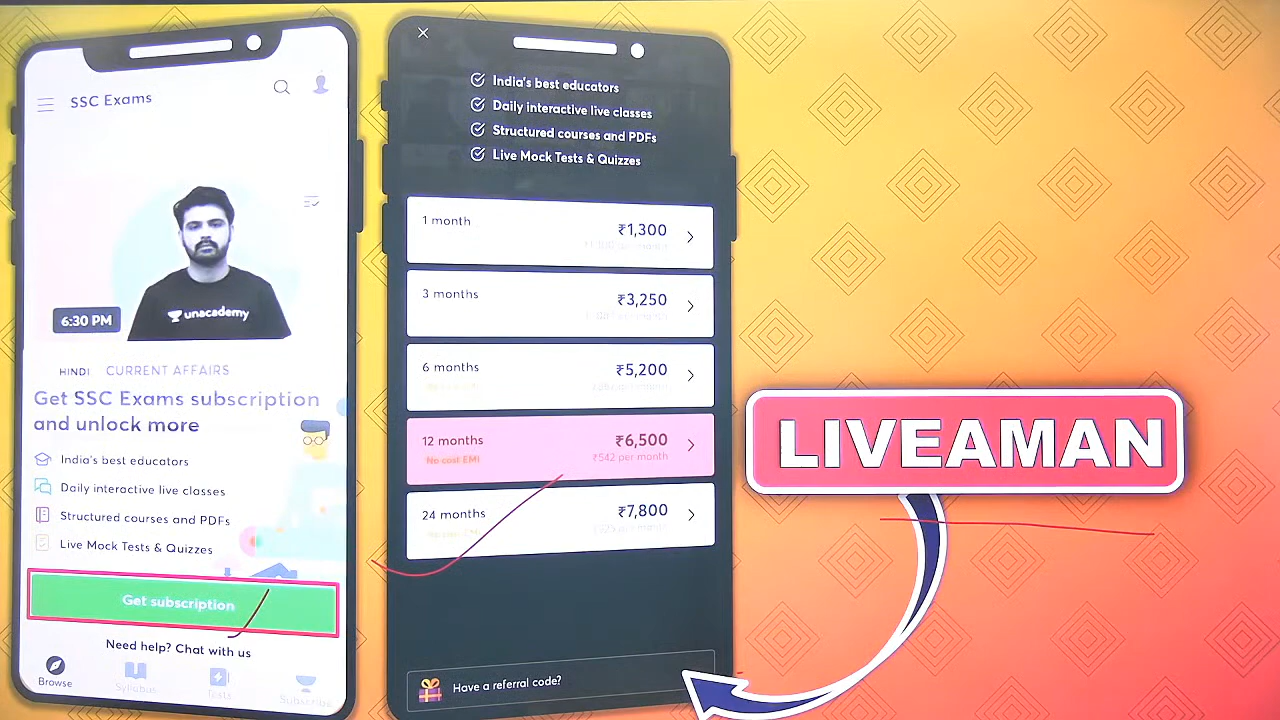 SSC Exams
unacademy
6:30 PM
HINDI CURRENT AFFAIRS
Get SSC Exams subscription
and unlock more
India's best educators
Daily interactive live classes
Structured courses and PDFs
Live Mock Tests & Quizzes
Get subscription
Need help? Chat with us
Browse
Syllabus
Tests
Subscribe
India's best educators
Daily interactive live classes
Structured courses and PDFs
Live Mock Tests & Quizzes
1 month ₹1,300
3 months ₹3,250
6 months ₹5,200
12 months ₹6,500
No cost EMI ₹542 per month
24 months ₹7,800
Have a referral code?
LIVEAMAN